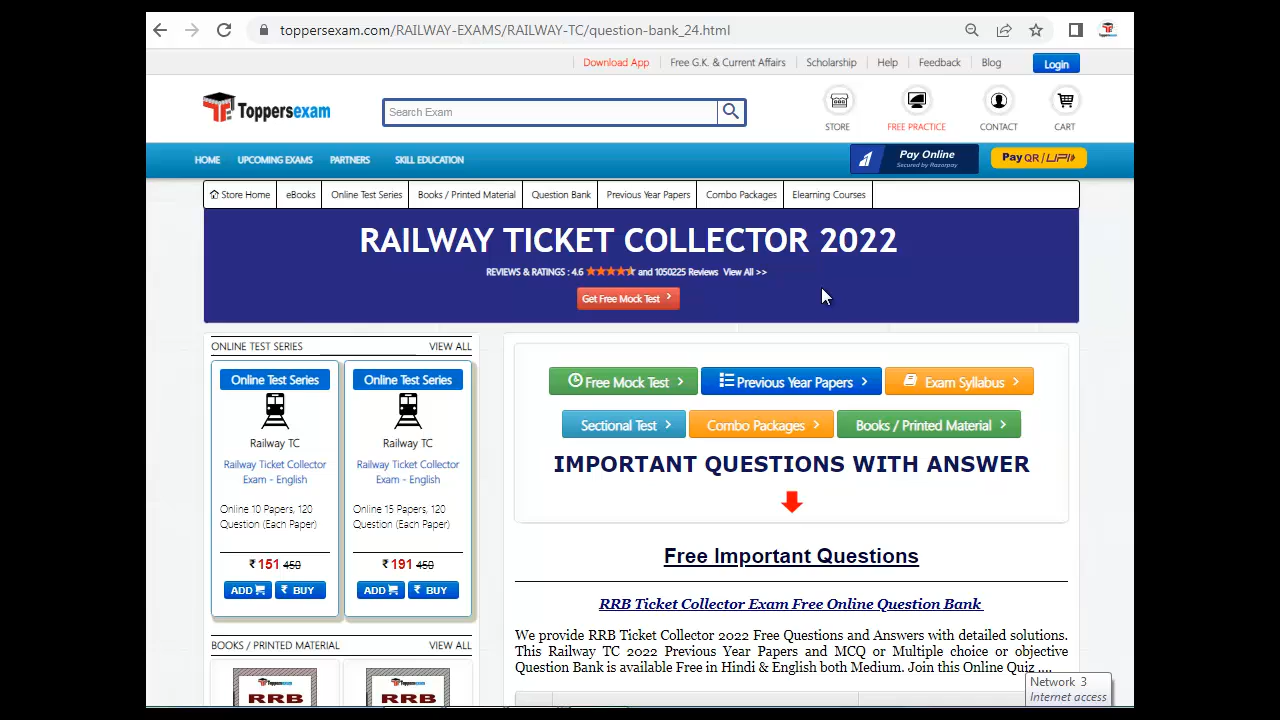 toppersexam.com/RAILWAY-EXAMS/RAILWAY-TC/question-bank_24.html
Download App Free G.K. & Current Affairs Scholarship Help Feedback Blog Login
Toppersexam
Search Exam
STORE FREE PRACTICE CONTACT CART
HOME UPCOMING EXAMS PARTNERS SKILL EDUCATION
Pay Online
Secured by Razorpay
Pay QR / UPI
Store Home eBooks Online Test Series Books / Printed Material Question Bank Previous Year Papers Combo Packages Elearning Courses
RAILWAY TICKET COLLECTOR 2022
REVIEWS & RATINGS : 4.6 and 1050225 Reviews View All >>
Get Free Mock Test
ONLINE TEST SERIES VIEW ALL
Online Test Series
Railway TC
Railway Ticket Collector
Exam - English
Online 10 Papers, 120
Question (Each Paper)
₹ 151 450
ADD ₹ BUY
Online Test Series
Railway TC
Railway Ticket Collector
Exam - English
Online 15 Papers, 120
Question (Each Paper)
₹ 191 450
ADD ₹ BUY
BOOKS / PRINTED MATERIAL VIEW ALL
Toppersexam
RRB
Toppersexam
RRB
Free Mock Test Previous Year Papers Exam Syllabus
Sectional Test Combo Packages Books / Printed Material
IMPORTANT QUESTIONS WITH ANSWER
Free Important Questions
RRB Ticket Collector Exam Free Online Question Bank
We provide RRB Ticket Collector 2022 Free Questions and Answers with detailed solutions.
This Railway TC 2022 Previous Year Papers and MCQ or Multiple choice or objective
Question Bank is available Free in Hindi & English both Medium. Join this Online Quiz ....
Network 3
Internet access